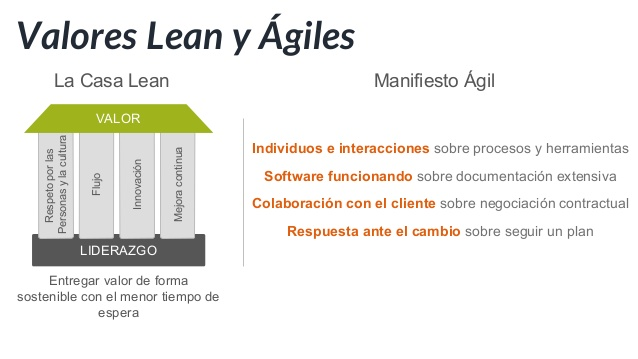 Valores Lean y Ágiles
La Casa Lean
VALOR
Respeto por las
Personas y la cultura
Flujo
Innovación
Mejora continua
LIDERAZGO
Entregar valor de forma
sostenible con el menor tiempo de
espera
Manifiesto Ágil
Individuos e interacciones sobre procesos y herramientas
Software funcionando sobre documentación extensiva
Colaboración con el cliente sobre negociación contractual
Respuesta ante el cambio sobre seguir un plan